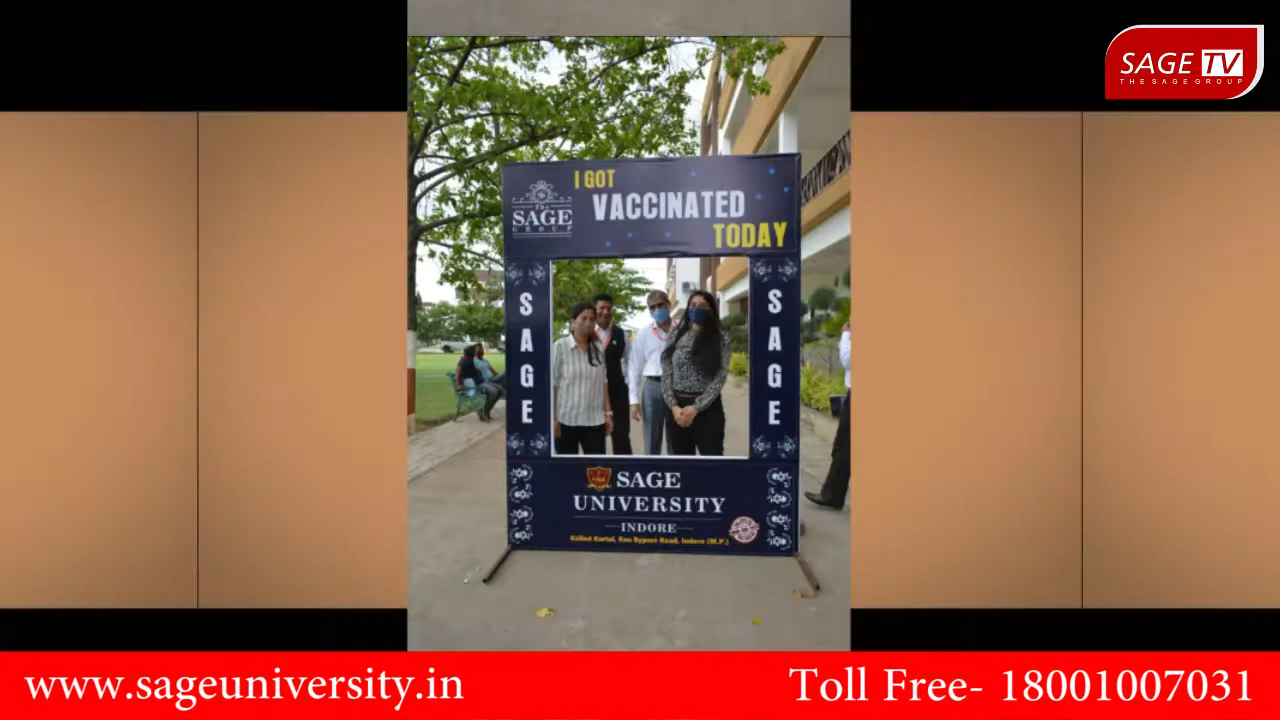 SAGE TV
THE SAGE GROUP
I GOT
VACCINATED
TODAY
The
SAGE
GROUP
SAGE
SAGE
SAGE
UNIVERSITY
INDORE
Kailod Kartal, Rau Bypass Road, Indore (M.P.)
www.sageuniversity.in
Toll Free- 18001007031